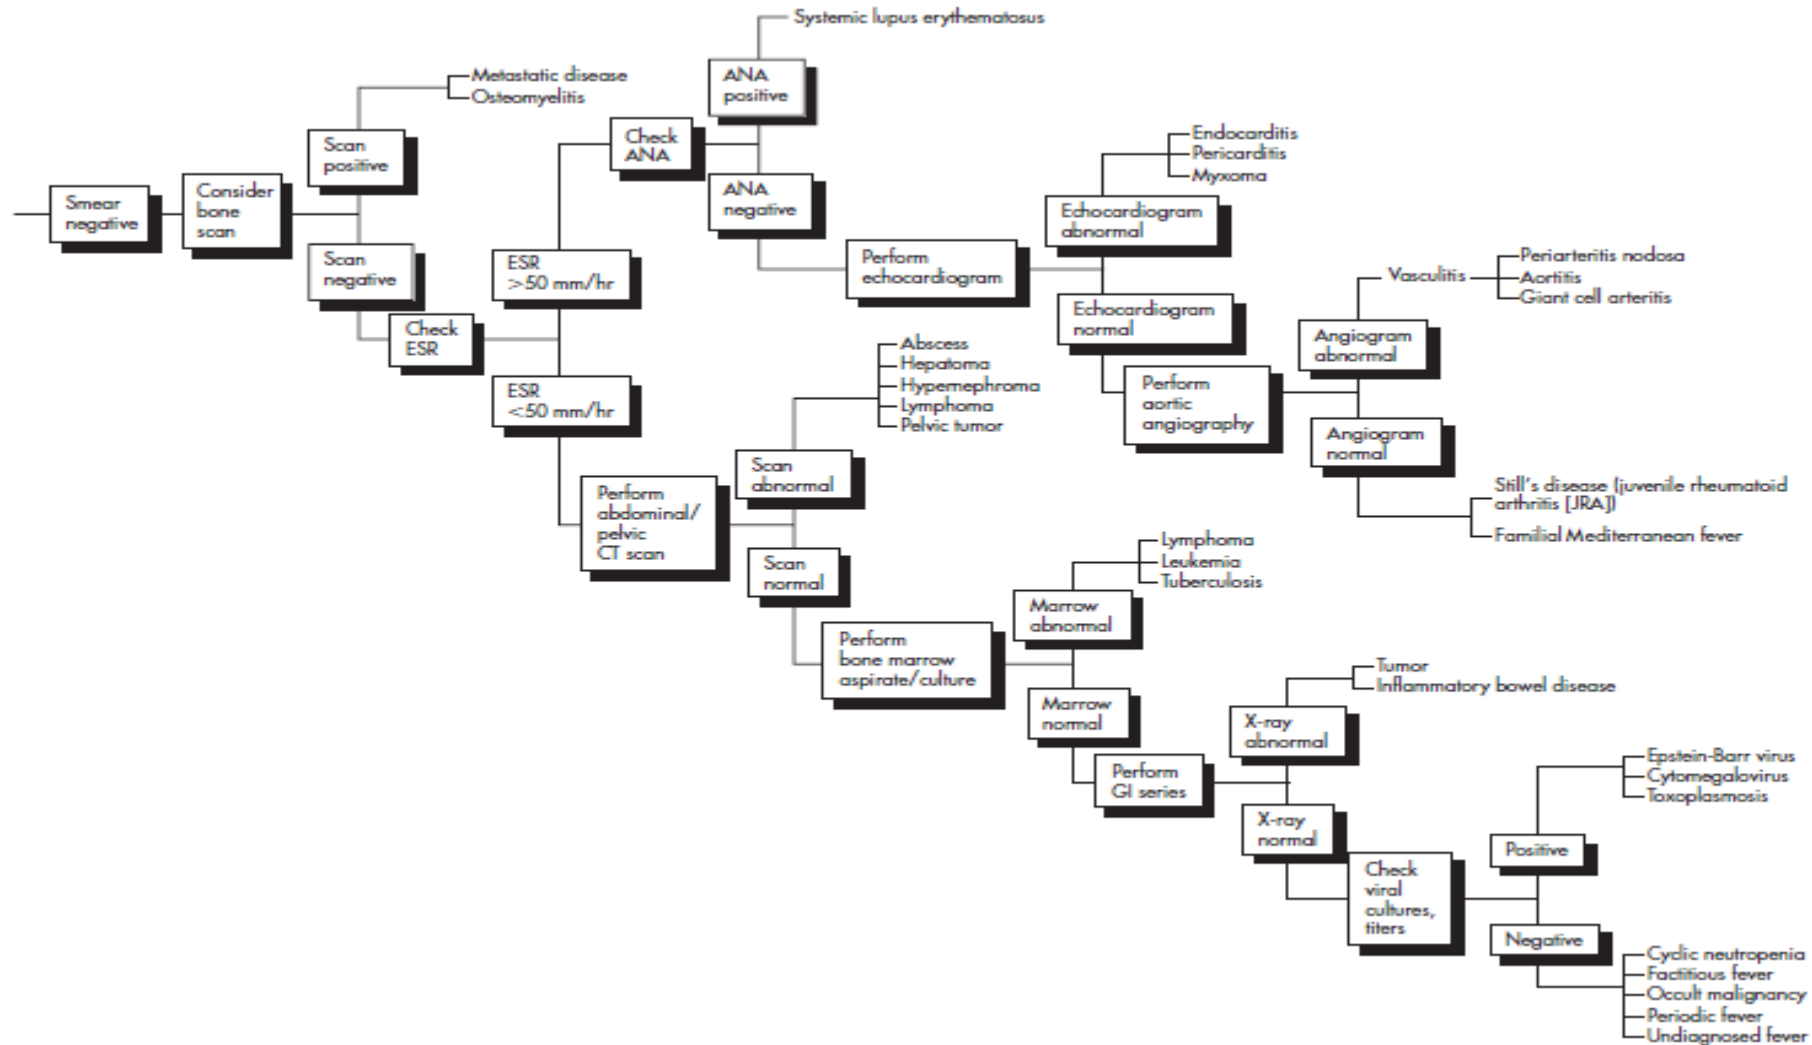 Systemic lupus erythematosus
Metastatic disease
Osteomyelitis
ANA
positive
Check
ANA
Scan
positive
Endocarditis
Pericarditis
Myxoma
Smear
negative
Consider
bone
scan
ANA
negative
Echocardiogram
abnormal
Scan
negative
ESR
>50 mm/hr
Perform
echocardiogram
Vasculitis
Periarteritis nodosa
Aortitis
Giant cell arteritis
Echocardiogram
normal
Check
ESR
Angiogram
abnormal
Abscess
Hepatoma
Hypernephroma
Lymphoma
Pelvic tumor
ESR
<50 mm/hr
Perform
aortic
angiography
Angiogram
normal
Scan
abnormal
Still's disease (juvenile rheumatoid
arthritis [JRA])
Familial Mediterranean fever
Perform
abdominal/
pelvic
CT scan
Scan
normal
Lymphoma
Leukemia
Tuberculosis
Marrow
abnormal
Perform
bone marrow
aspirate/culture
Tumor
Inflammatory bowel disease
Marrow
normal
X-ray
abnormal
Perform
GI series
Epstein-Barr virus
Cytomegalovirus
Toxoplasmosis
X-ray
normal
Positive
Check
viral
cultures,
titers
Negative
Cyclic neutropenia
Factitious fever
Occult malignancy
Periodic fever
Undiagnosed fever